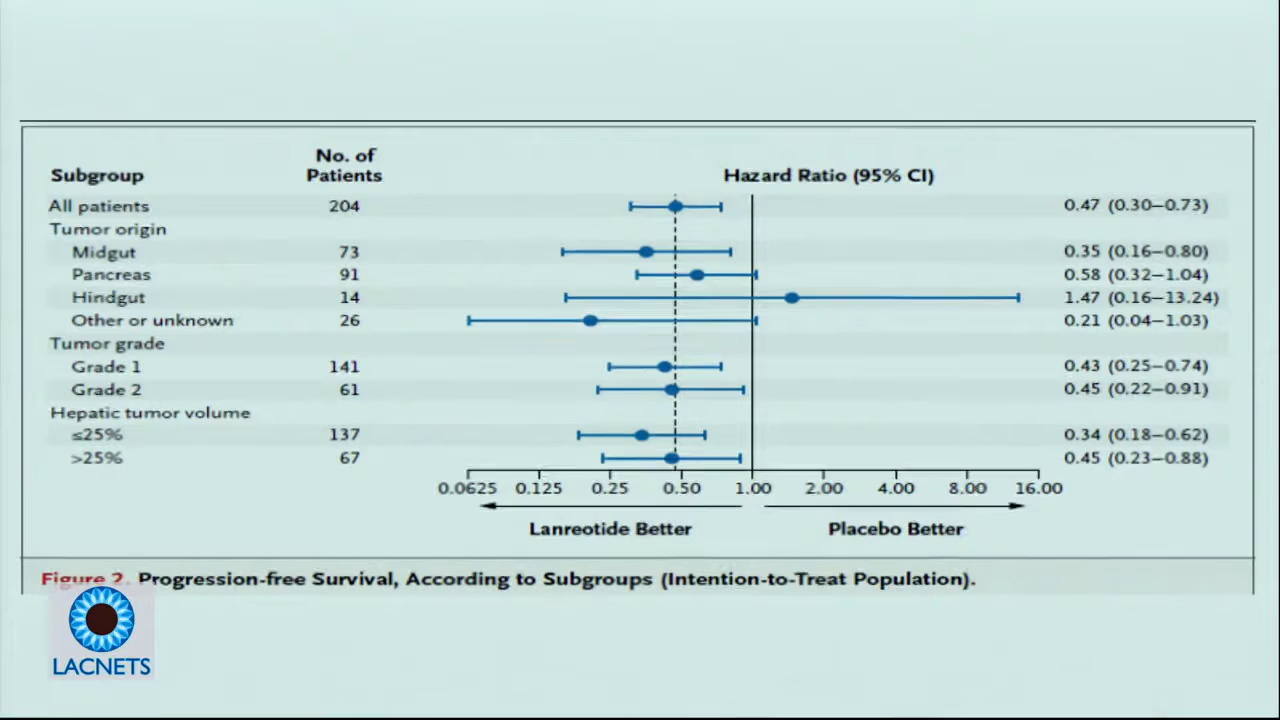 No. of
Subgroup Patients Hazard Ratio (95% CI)
All patients 204 0.47 (0.30–0.73)
Tumor origin
Midgut 73 0.35 (0.16–0.80)
Pancreas 91 0.58 (0.32–1.04)
Hindgut 14 1.47 (0.16–13.24)
Other or unknown 26 0.21 (0.04–1.03)
Tumor grade
Grade 1 141 0.43 (0.25–0.74)
Grade 2 61 0.45 (0.22–0.91)
Hepatic tumor volume
≤25% 137 0.34 (0.18–0.62)
>25% 67 0.45 (0.23–0.88)
0.0625 0.125 0.25 0.50 1.00 2.00 4.00 8.00 16.00
Lanreotide Better Placebo Better
Figure 2. Progression-free Survival, According to Subgroups (Intention-to-Treat Population).
LACNETS